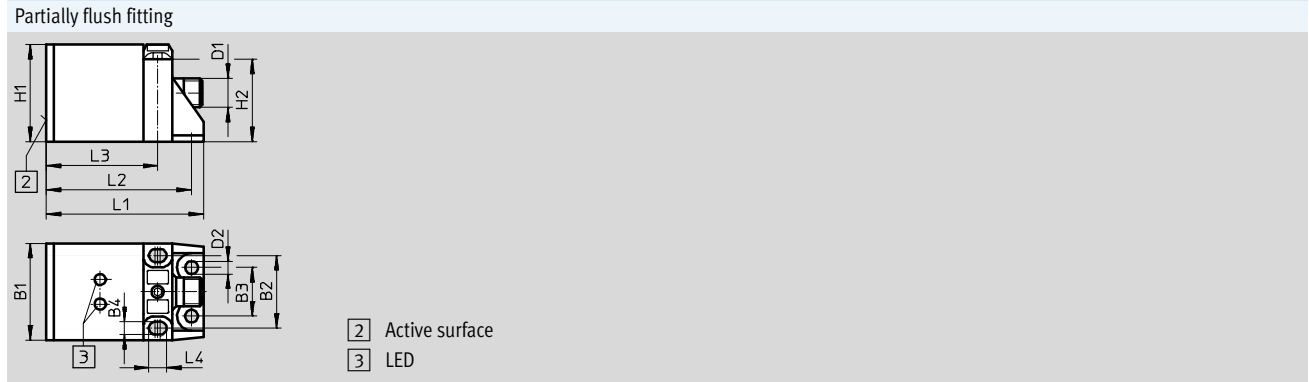 Partially flush fitting
H1
D1
H2
L3
2
L2
L1
D2
B1
B4
B3
B2
3
L4
2 Active surface
3 LED